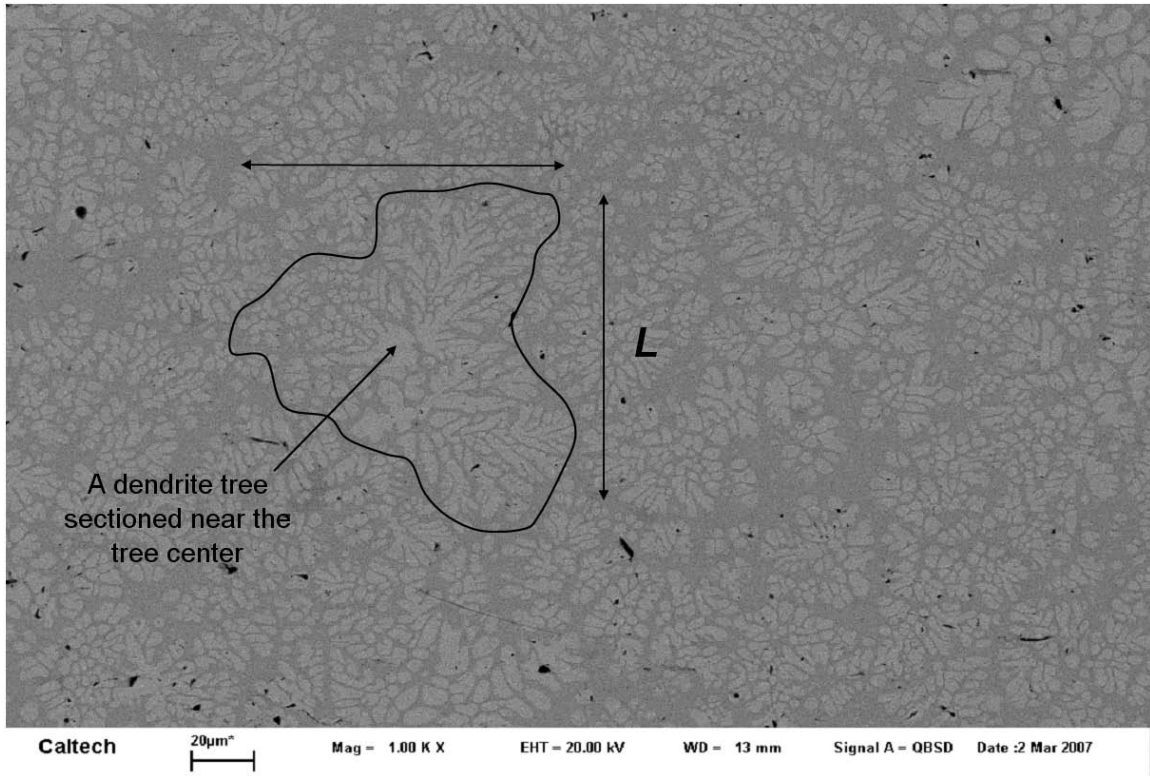 L
A dendrite tree
sectioned near the
tree center
Caltech 20µm* Mag = 1.00 K X EHT = 20.00 kV WD = 13 mm Signal A = QBSD Date :2 Mar 2007